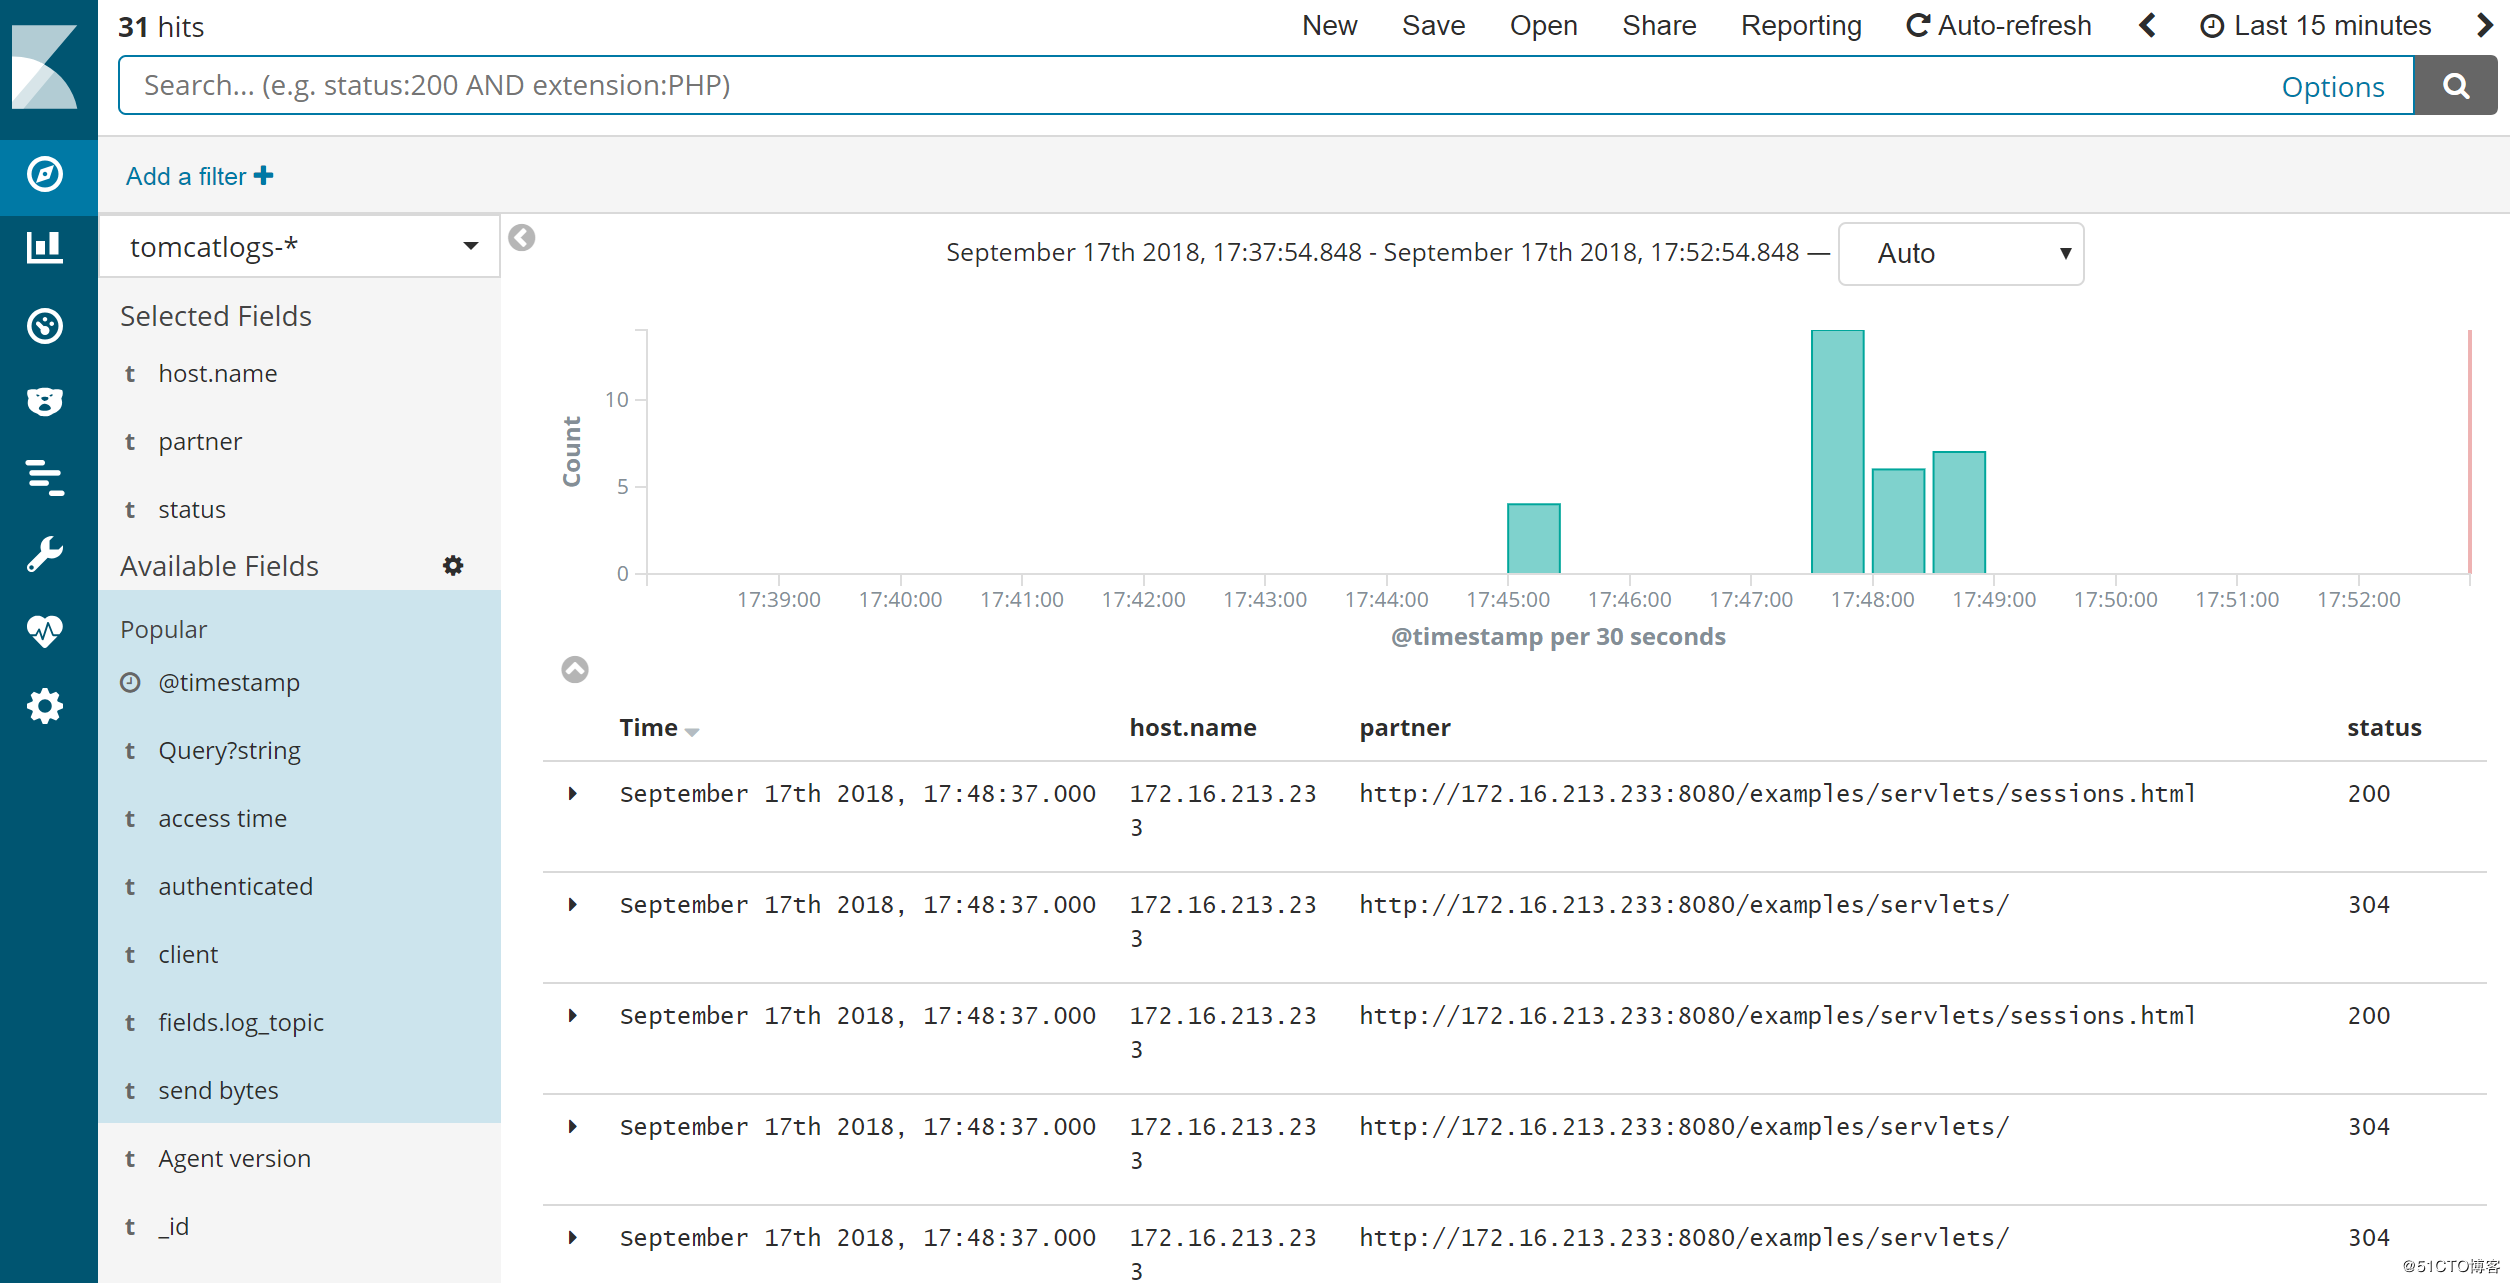 31 hits
New Save Open Share Reporting Auto-refresh Last 15 minutes
Search... (e.g. status:200 AND extension:PHP) Options
Add a filter
tomcatlogs-*
Selected Fields
t host.name
t partner
t status
Available Fields
Popular
@timestamp
t Query?string
t access time
t authenticated
t client
t fields.log_topic
t send bytes
t Agent version
t _id
September 17th 2018, 17:37:54.848 - September 17th 2018, 17:52:54.848 — Auto
Count
10
5
0
17:39:00 17:40:00 17:41:00 17:42:00 17:43:00 17:44:00 17:45:00 17:46:00 17:47:00 17:48:00 17:49:00 17:50:00 17:51:00 17:52:00
@timestamp per 30 seconds
Time host.name partner status
September 17th 2018, 17:48:37.000 172.16.213.23 http://172.16.213.233:8080/examples/servlets/sessions.html 200
3
September 17th 2018, 17:48:37.000 172.16.213.23 http://172.16.213.233:8080/examples/servlets/ 304
3
September 17th 2018, 17:48:37.000 172.16.213.23 http://172.16.213.233:8080/examples/servlets/sessions.html 200
3
September 17th 2018, 17:48:37.000 172.16.213.23 http://172.16.213.233:8080/examples/servlets/ 304
3
September 17th 2018, 17:48:37.000 172.16.213.23 http://172.16.213.233:8080/examples/servlets/ 304
3
@51CTO博客